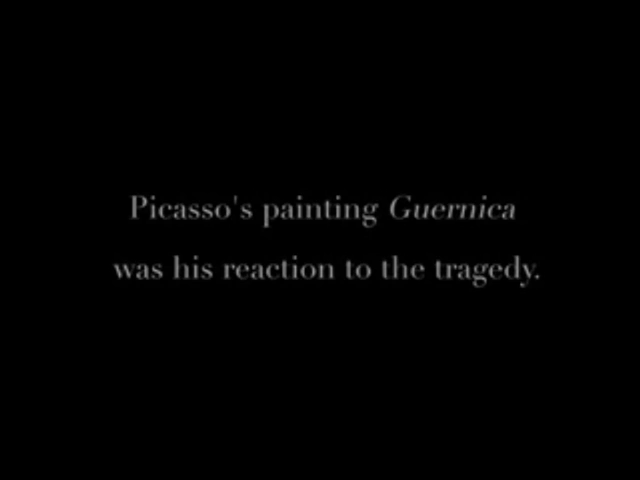 Picasso's painting Guernica
was his reaction to the tragedy.